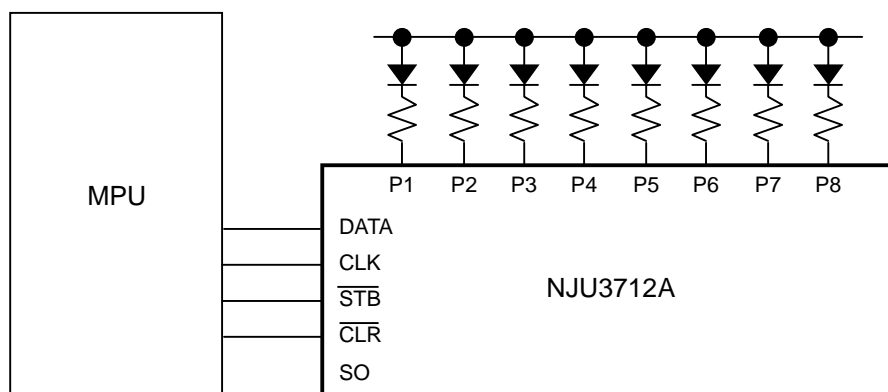 P1 P2 P3 P4 P5 P6 P7 P8
MPU
DATA
CLK
STB
CLR
SO
NJU3712A